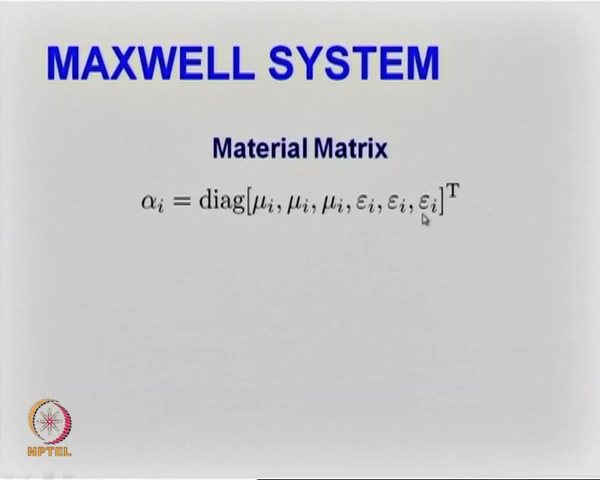 MAXWELL SYSTEM
Material Matrix
αᵢ = diag[μᵢ, μᵢ, μᵢ, εᵢ, εᵢ, εᵢ]ᵀ
NPTEL